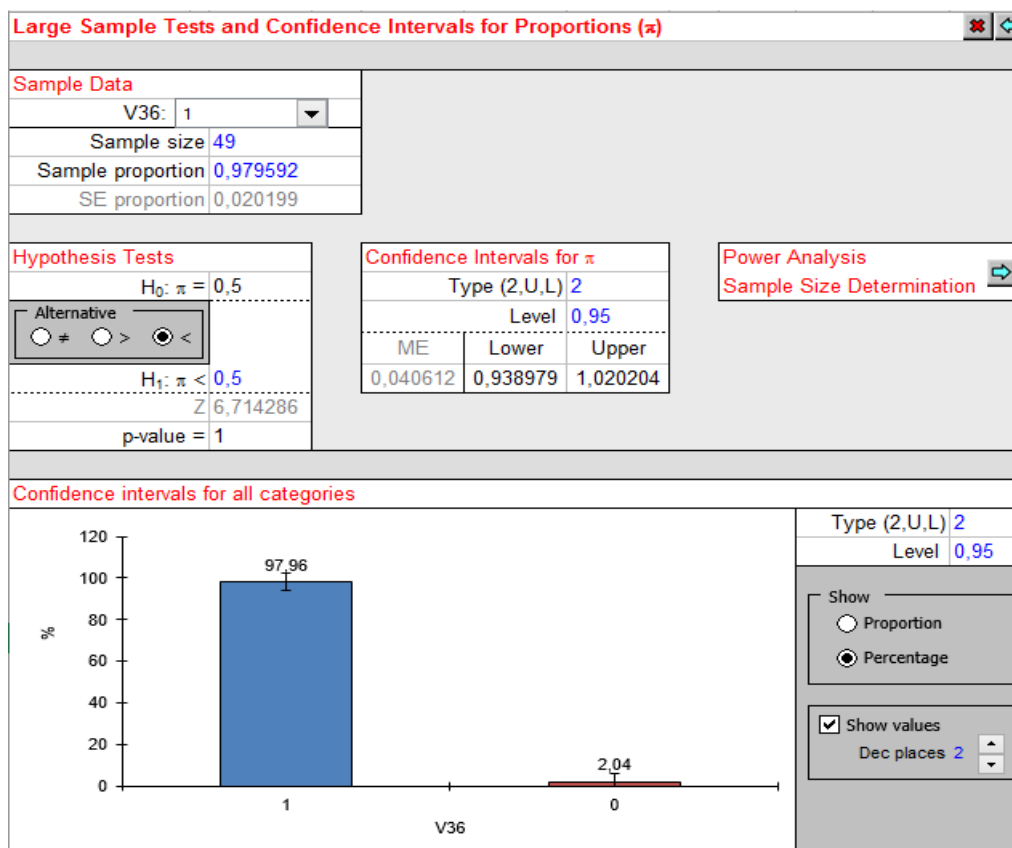 Large Sample Tests and Confidence Intervals for Proportions (π)
Sample Data
V36: 1
Sample size 49
Sample proportion 0,979592
SE proportion 0,020199
Hypothesis Tests
H₀: π = 0,5
Alternative
≠ > <
H₁: π < 0,5
Z 6,714286
p-value = 1
Confidence Intervals for π
Type (2,U,L) 2
Level 0,95
ME Lower Upper
0,040612 0,938979 1,020204
Power Analysis
Sample Size Determination
Confidence intervals for all categories
120
100
80
60
40
20
0
%
97,96
2,04
1 0
V36
Type (2,U,L) 2
Level 0,95
Show
Proportion
Percentage
Show values
Dec places 2